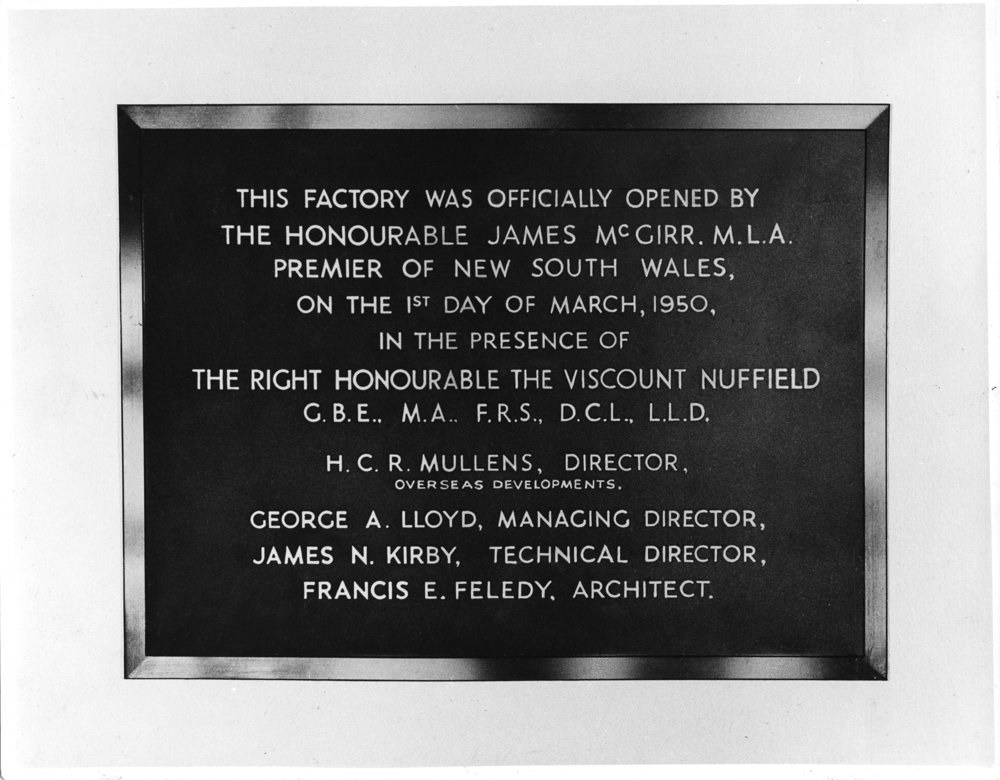 THIS FACTORY WAS OFFICIALLY OPENED BY
THE HONOURABLE JAMES McGIRR. M.L.A.
PREMIER OF NEW SOUTH WALES,
ON THE 1ST DAY OF MARCH, 1950,
IN THE PRESENCE OF
THE RIGHT HONOURABLE THE VISCOUNT NUFFIELD
G.B.E., M.A., F.R.S., D.C.L., L.L.D.
H. C. R. MULLENS, DIRECTOR,
OVERSEAS DEVELOPMENTS.
GEORGE A. LLOYD, MANAGING DIRECTOR,
JAMES N. KIRBY, TECHNICAL DIRECTOR,
FRANCIS E. FELEDY, ARCHITECT.